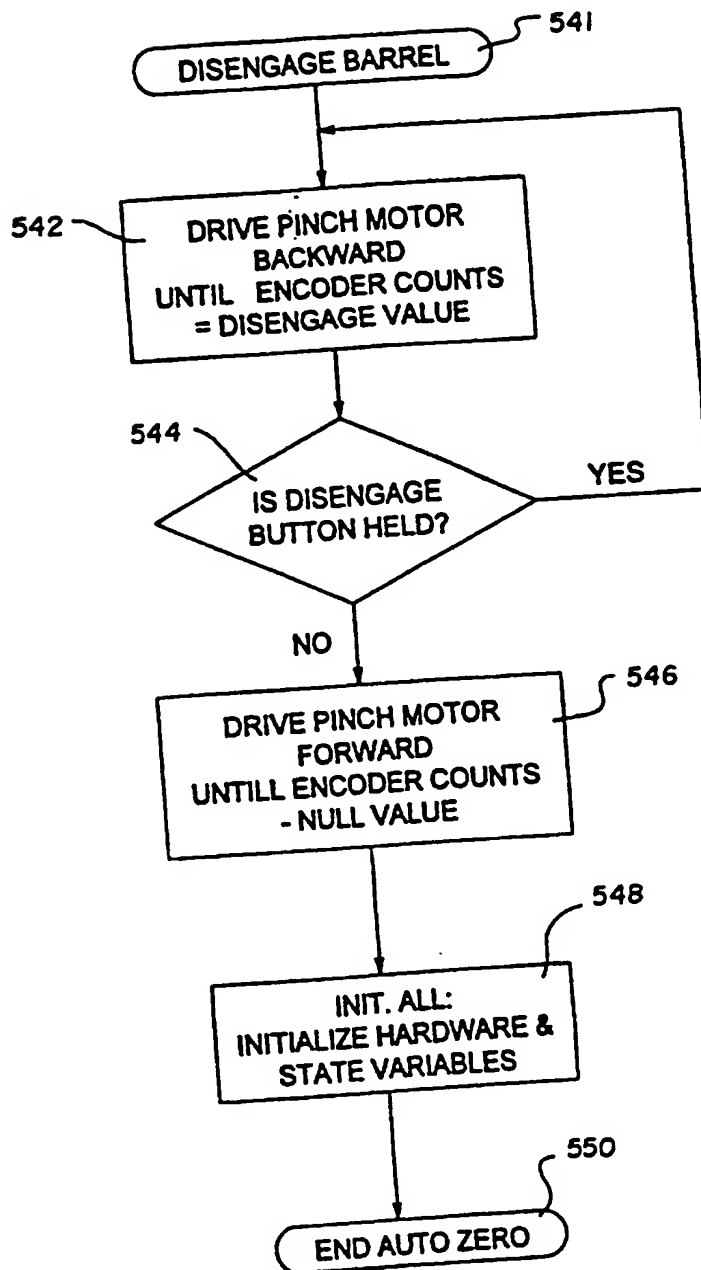 541
DISENGAGE BARREL
542
DRIVE PINCH MOTOR
BACKWARD
UNTIL ENCODER COUNTS
= DISENGAGE VALUE
544
IS DISENGAGE
BUTTON HELD?
YES
NO
546
DRIVE PINCH MOTOR
FORWARD
UNTILL ENCODER COUNTS
- NULL VALUE
548
INIT. ALL:
INITIALIZE HARDWARE &
STATE VARIABLES
550
END AUTO ZERO